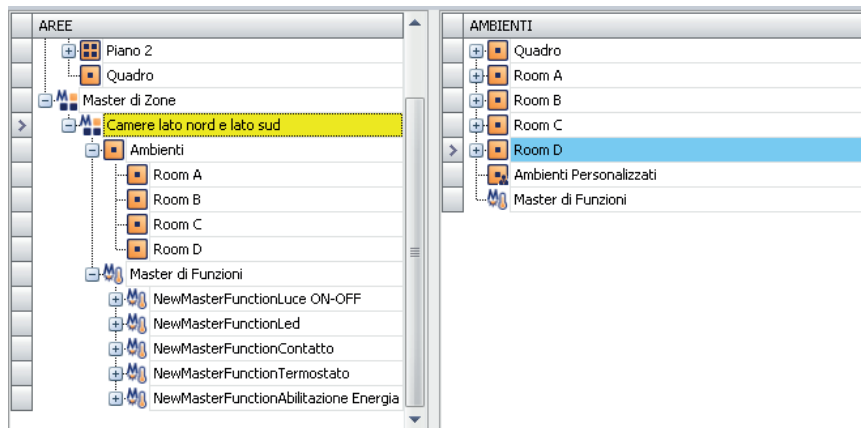 AREE
Piano 2
Quadro
Master di Zone
Camere lato nord e lato sud
Ambienti
Room A
Room B
Room C
Room D
Master di Funzioni
NewMasterFunctionLuce ON-OFF
NewMasterFunctionLed
NewMasterFunctionContatto
NewMasterFunctionTermostato
NewMasterFunctionAbilitazione Energia
AMBIENTI
Quadro
Room A
Room B
Room C
Room D
Ambienti Personalizzati
Master di Funzioni